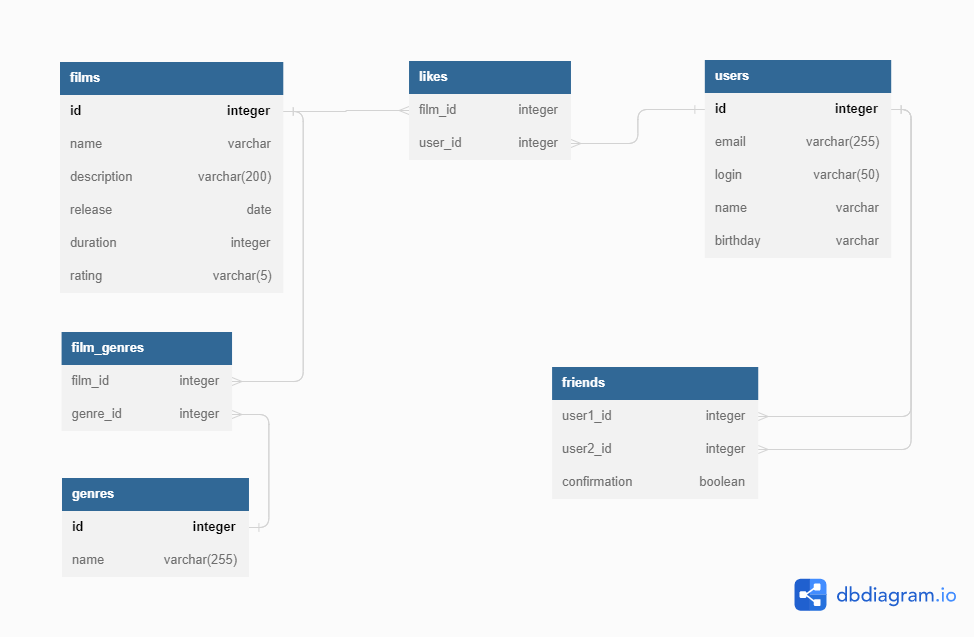 films
id integer
name varchar
description varchar(200)
release date
duration integer
rating varchar(5)
likes
film_id integer
user_id integer
users
id integer
email varchar(255)
login varchar(50)
name varchar
birthday varchar
film_genres
film_id integer
genre_id integer
friends
user1_id integer
user2_id integer
confirmation boolean
genres
id integer
name varchar(255)
dbdiagram.io